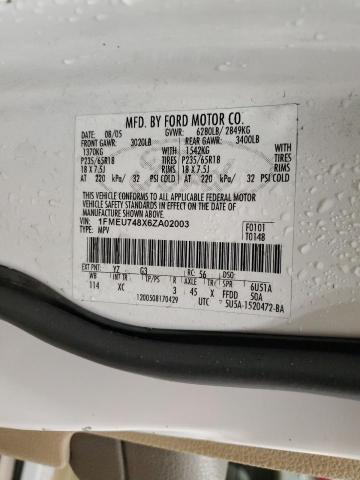 MFD. BY FORD MOTOR CO.
DATE: 08/05 GVWR: 6280LB/ 2849KG
FRONT GAWR: 3020LB REAR GAWR: 3400LB
1370KG 1542KG
P235/65R18 TIRES P235/65R18 TIRES
18 X 7.5J RIMS 18 X 7.5J RIMS
AT 220 kPa/ 32 PSI COLD AT 220 kPa/ 32 PSI COLD
THIS VEHICLE CONFORMS TO ALL APPLICABLE FEDERAL MOTOR
VEHICLE SAFETY AND BUMPER STANDARDS IN EFFECT ON THE DATE OF
MANUFACTURE SHOWN ABOVE.
VIN: 1FMEU748X6ZA02003 F0101
TYPE: MPV T0148
EXT PNT: Y7 G3 RC: 56 DSO:
WB INT TR TP/PS R AXLE TR SPR 6U51A
114 XC 3 45 X FFDD 50A
1200508170429 UTC 5U5A-1520472-BA